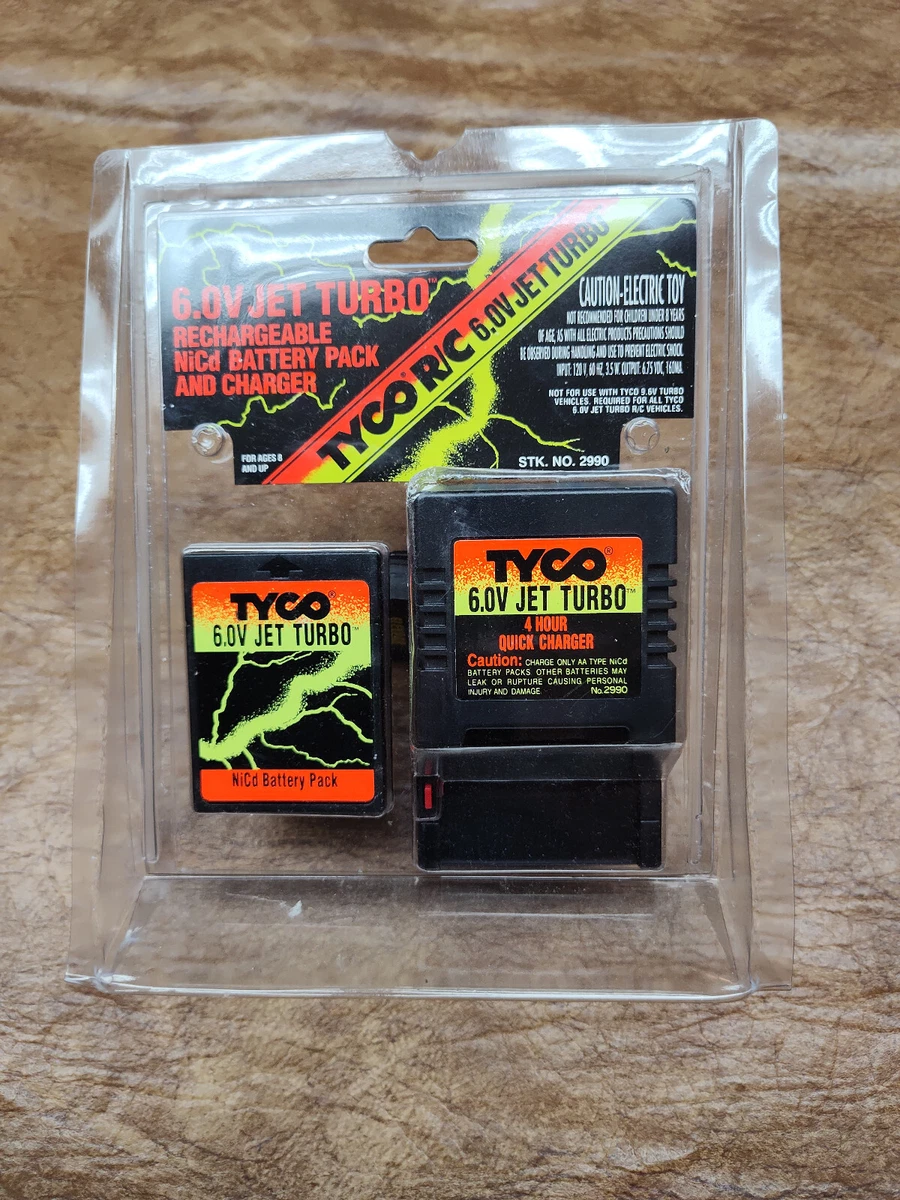 6.0V JET TURBO™
RECHARGEABLE
NiCd BATTERY PACK
AND CHARGER
FOR AGES 8
AND UP
TYCO® R/C 6.0V JET TURBO
CAUTION-ELECTRIC TOY
NOT RECOMMENDED FOR CHILDREN UNDER 8 YEARS
OF AGE, AS WITH ALL ELECTRIC PRODUCTS PRECAUTIONS SHOULD
BE OBSERVED DURING HANDLING AND USE TO PREVENT ELECTRIC SHOCK.
INPUT: 120 V, 60 HZ, 3.5 W. OUTPUT: 6.75 VDC, 160MA.
NOT FOR USE WITH TYCO 9.6V TURBO
VEHICLES. REQUIRED FOR ALL TYCO
6.0V JET TURBO R/C VEHICLES.
STK. NO. 2990
TYCO®
6.0V JET TURBO™
NiCd Battery Pack
TYCO®
6.0V JET TURBO™
4 HOUR
QUICK CHARGER
Caution: CHARGE ONLY AA TYPE NiCd
BATTERY PACKS. OTHER BATTERIES MAY
LEAK OR RUPTURE CAUSING PERSONAL
INJURY AND DAMAGE. No.2990